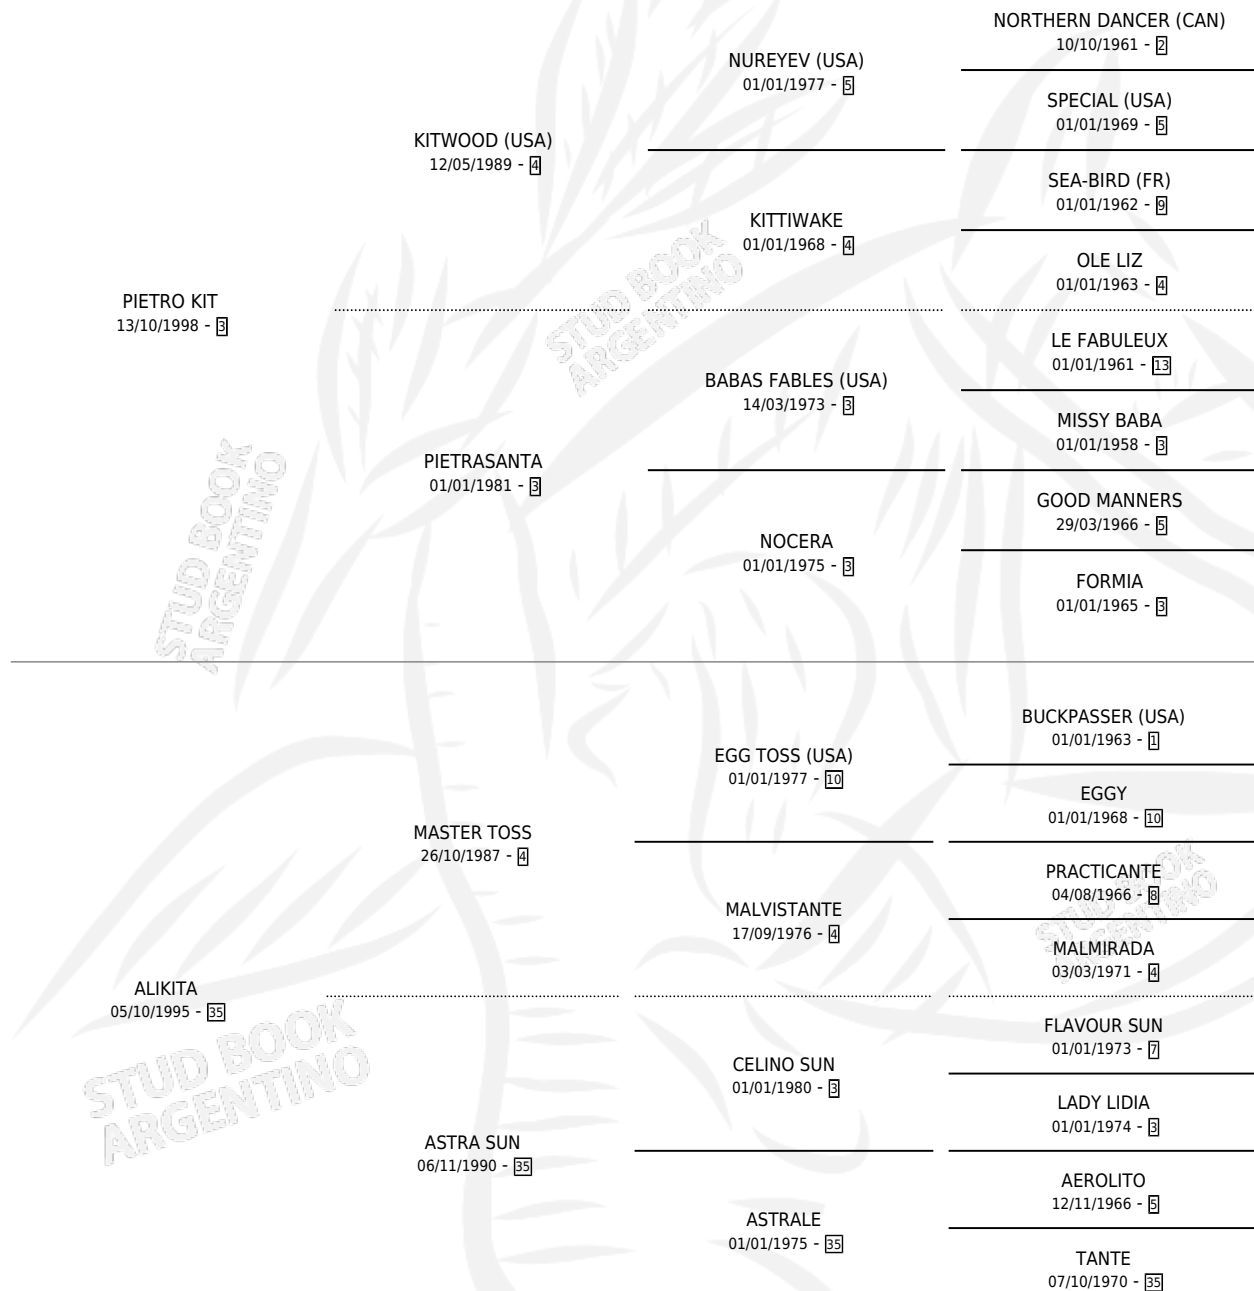 NORTHERN DANCER (CAN)
10/10/1961 - 2
NUREYEV (USA)
01/01/1977 - 5
SPECIAL (USA)
01/01/1969 - 5
KITWOOD (USA)
12/05/1989 - 4
SEA-BIRD (FR)
01/01/1962 - 9
KITTIWAKE
01/01/1968 - 4
OLE LIZ
01/01/1963 - 4
PIETRO KIT
13/10/1998 - 3
LE FABULEUX
01/01/1961 - 13
BABAS FABLES (USA)
14/03/1973 - 3
MISSY BABA
01/01/1958 - 3
PIETRASANTA
01/01/1981 - 3
GOOD MANNERS
29/03/1966 - 5
NOCERA
01/01/1975 - 3
FORMIA
01/01/1965 - 3
BUCKPASSER (USA)
01/01/1963 - 1
EGG TOSS (USA)
01/01/1977 - 10
EGGY
01/01/1968 - 10
MASTER TOSS
26/10/1987 - 4
PRACTICANTE
04/08/1966 - 8
MALVISTANTE
17/09/1976 - 4
MALMIRADA
03/03/1971 - 4
ALIKITA
05/10/1995 - 35
FLAVOUR SUN
01/01/1973 - 7
CELINO SUN
01/01/1980 - 3
LADY LIDIA
01/01/1974 - 3
ASTRA SUN
06/11/1990 - 35
AEROLITO
12/11/1966 - 5
ASTRALE
01/01/1975 - 35
TANTE
07/10/1970 - 35
STUD BOOK
ARGENTINO
STUD BOOK
ARGENTINO
STUD BOOK
ARGENTINO
STUD BOOK
ARGENTINO